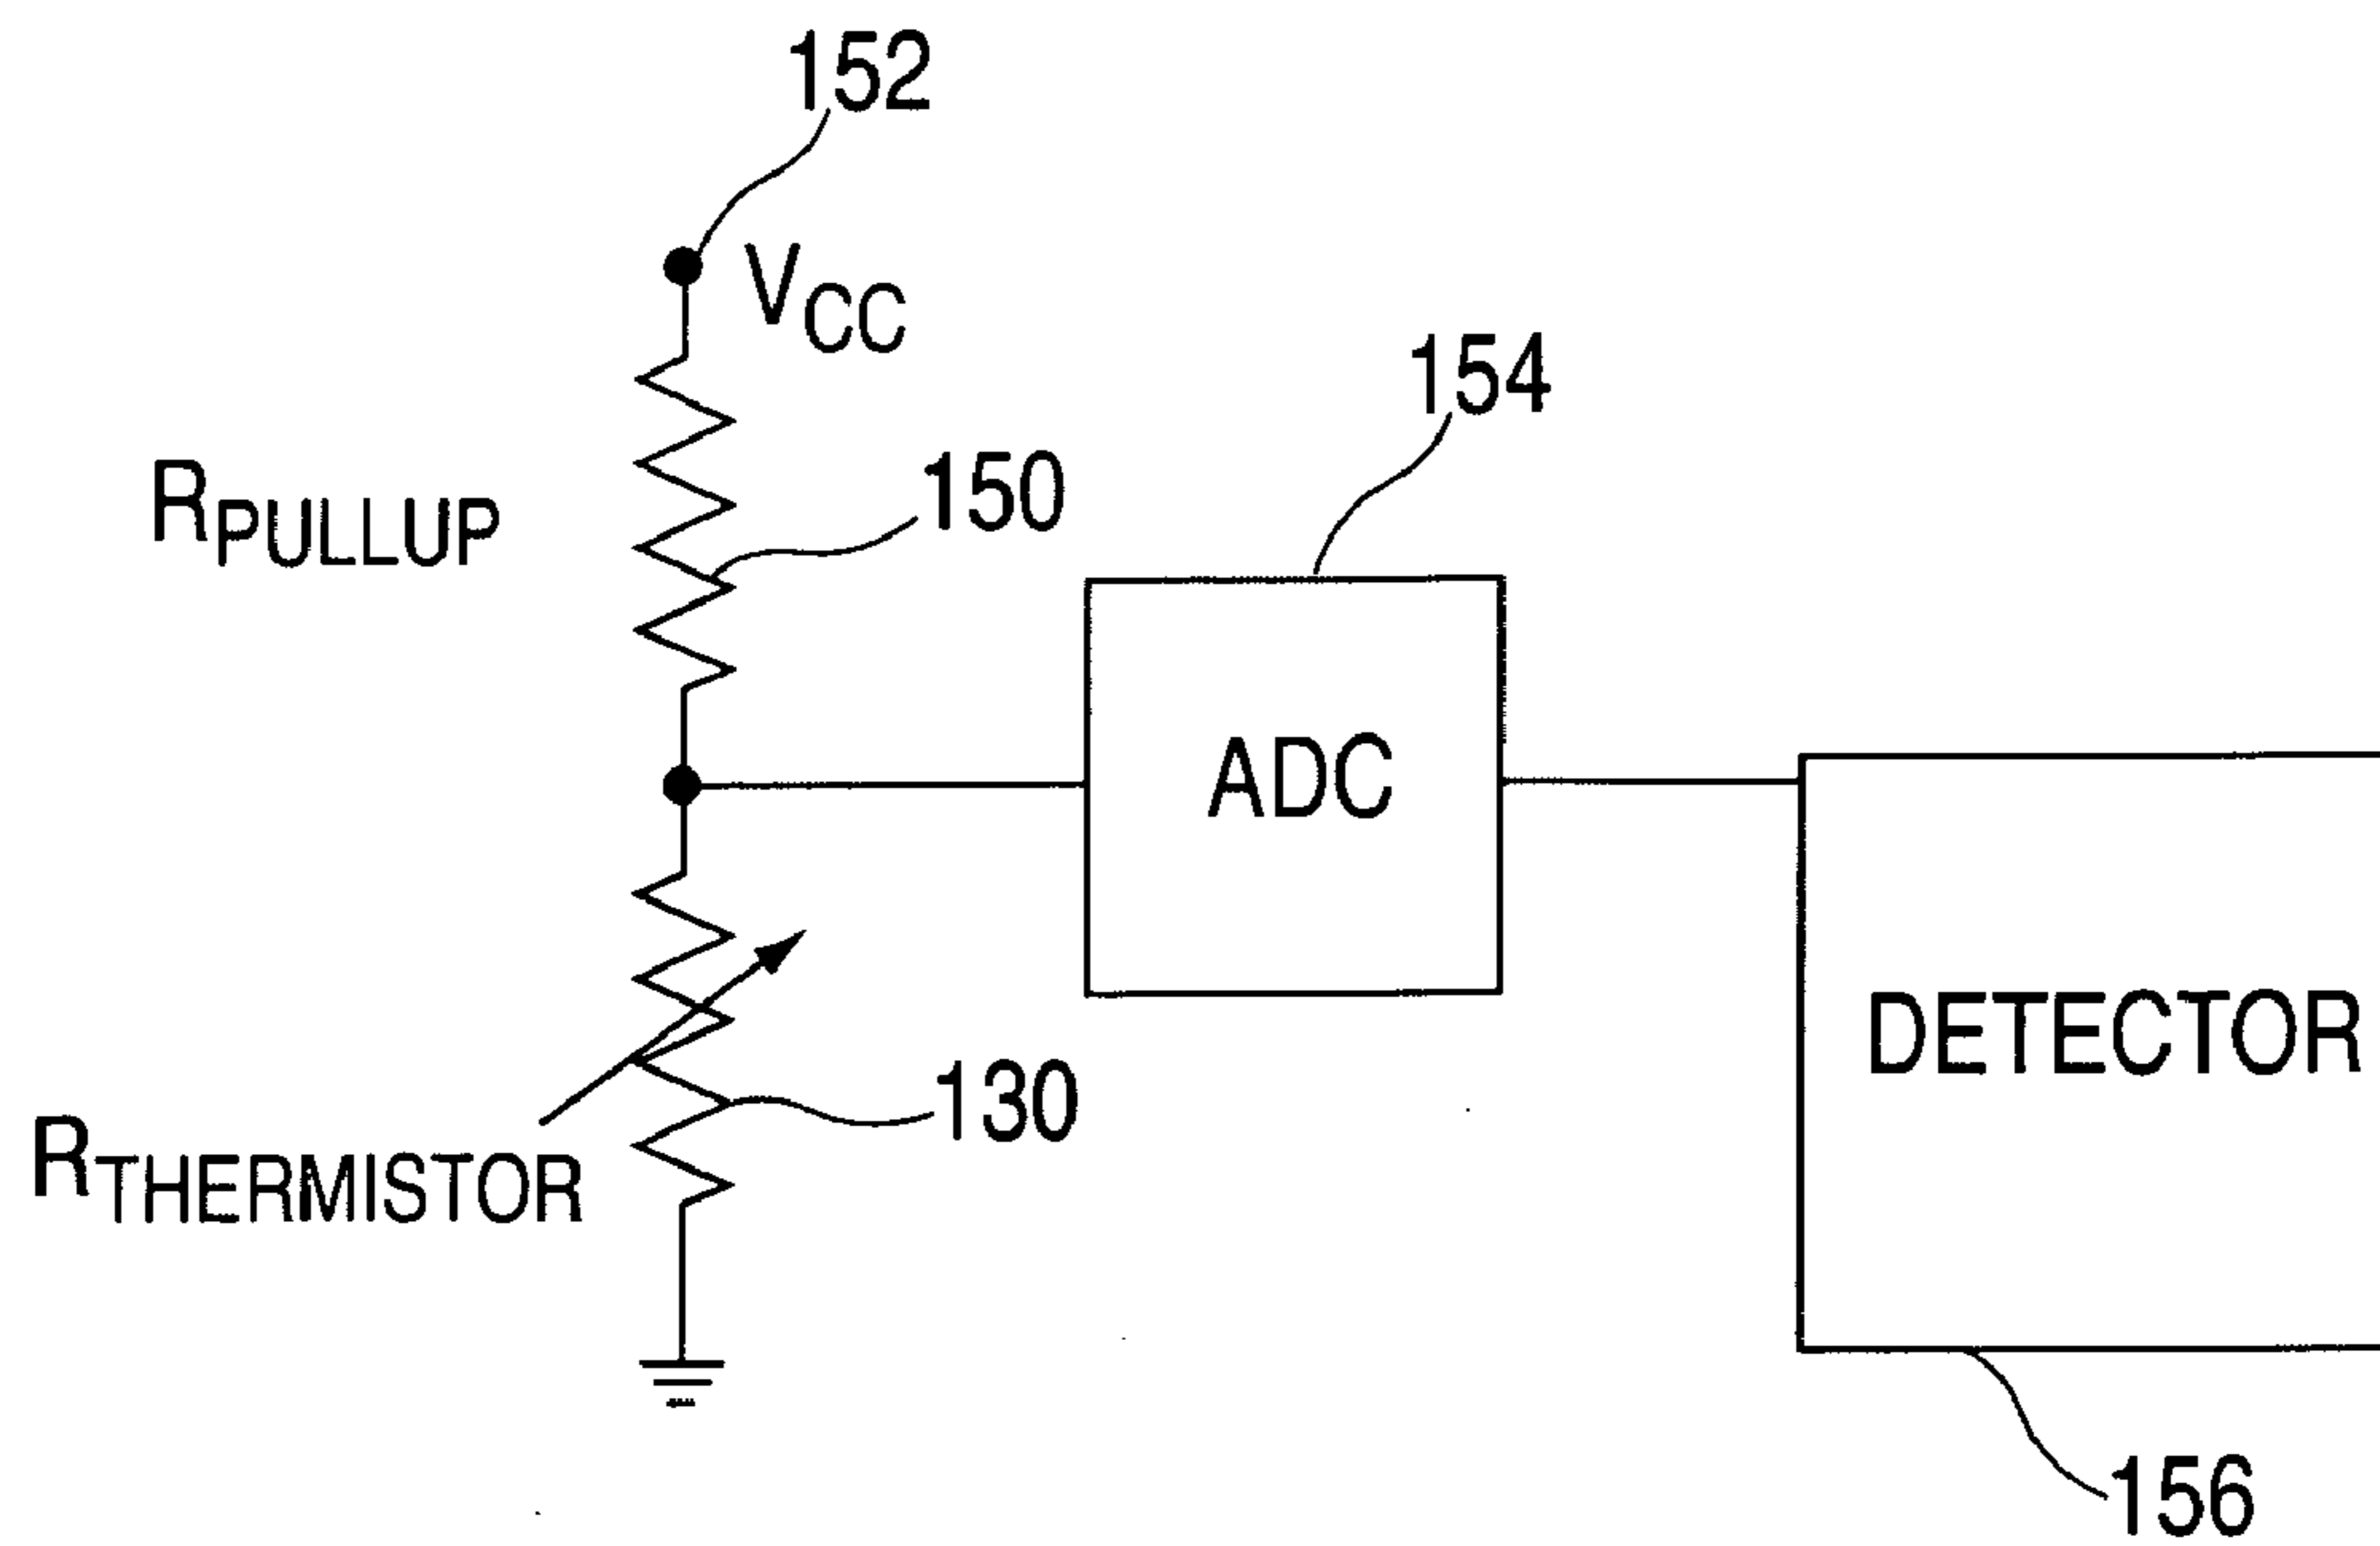 152
VCC
154
RPULLUP
150
ADC
DETECTOR
RTHERMISTOR
130
156